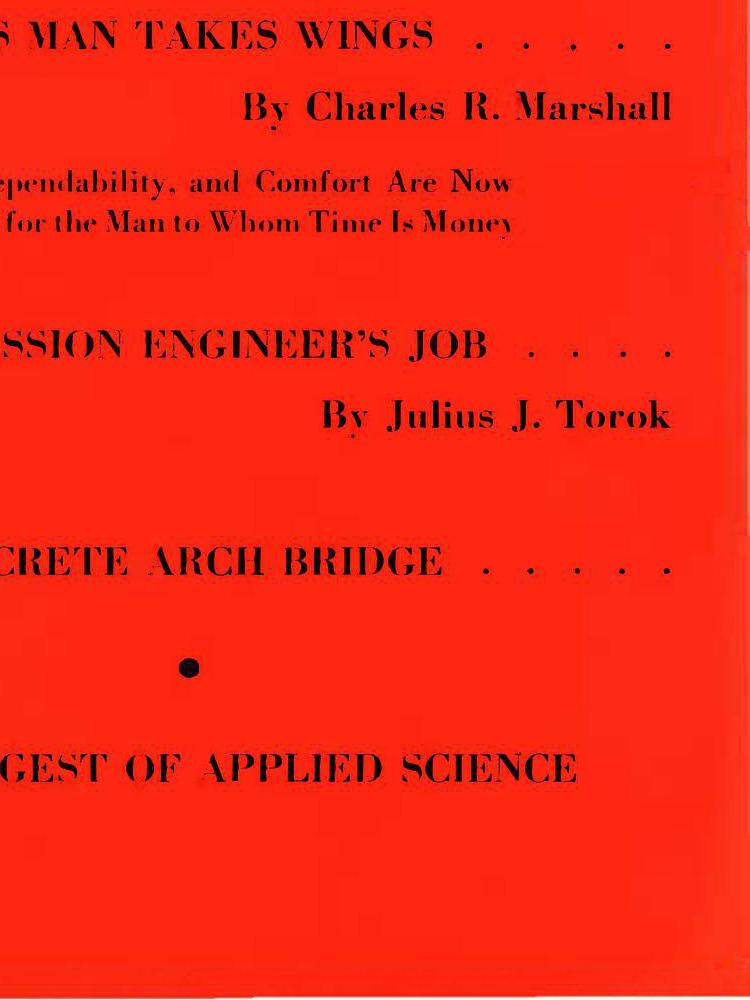 S MAN TAKES WINGS . . . . .
By Charles R. Marshall
ependability, and Comfort Are Now
for the Man to Whom Time Is Money
SSION ENGINEER'S JOB . . . .
By Julius J. Torok
CRETE ARCH BRIDGE . . . . .
GEST OF APPLIED SCIENCE